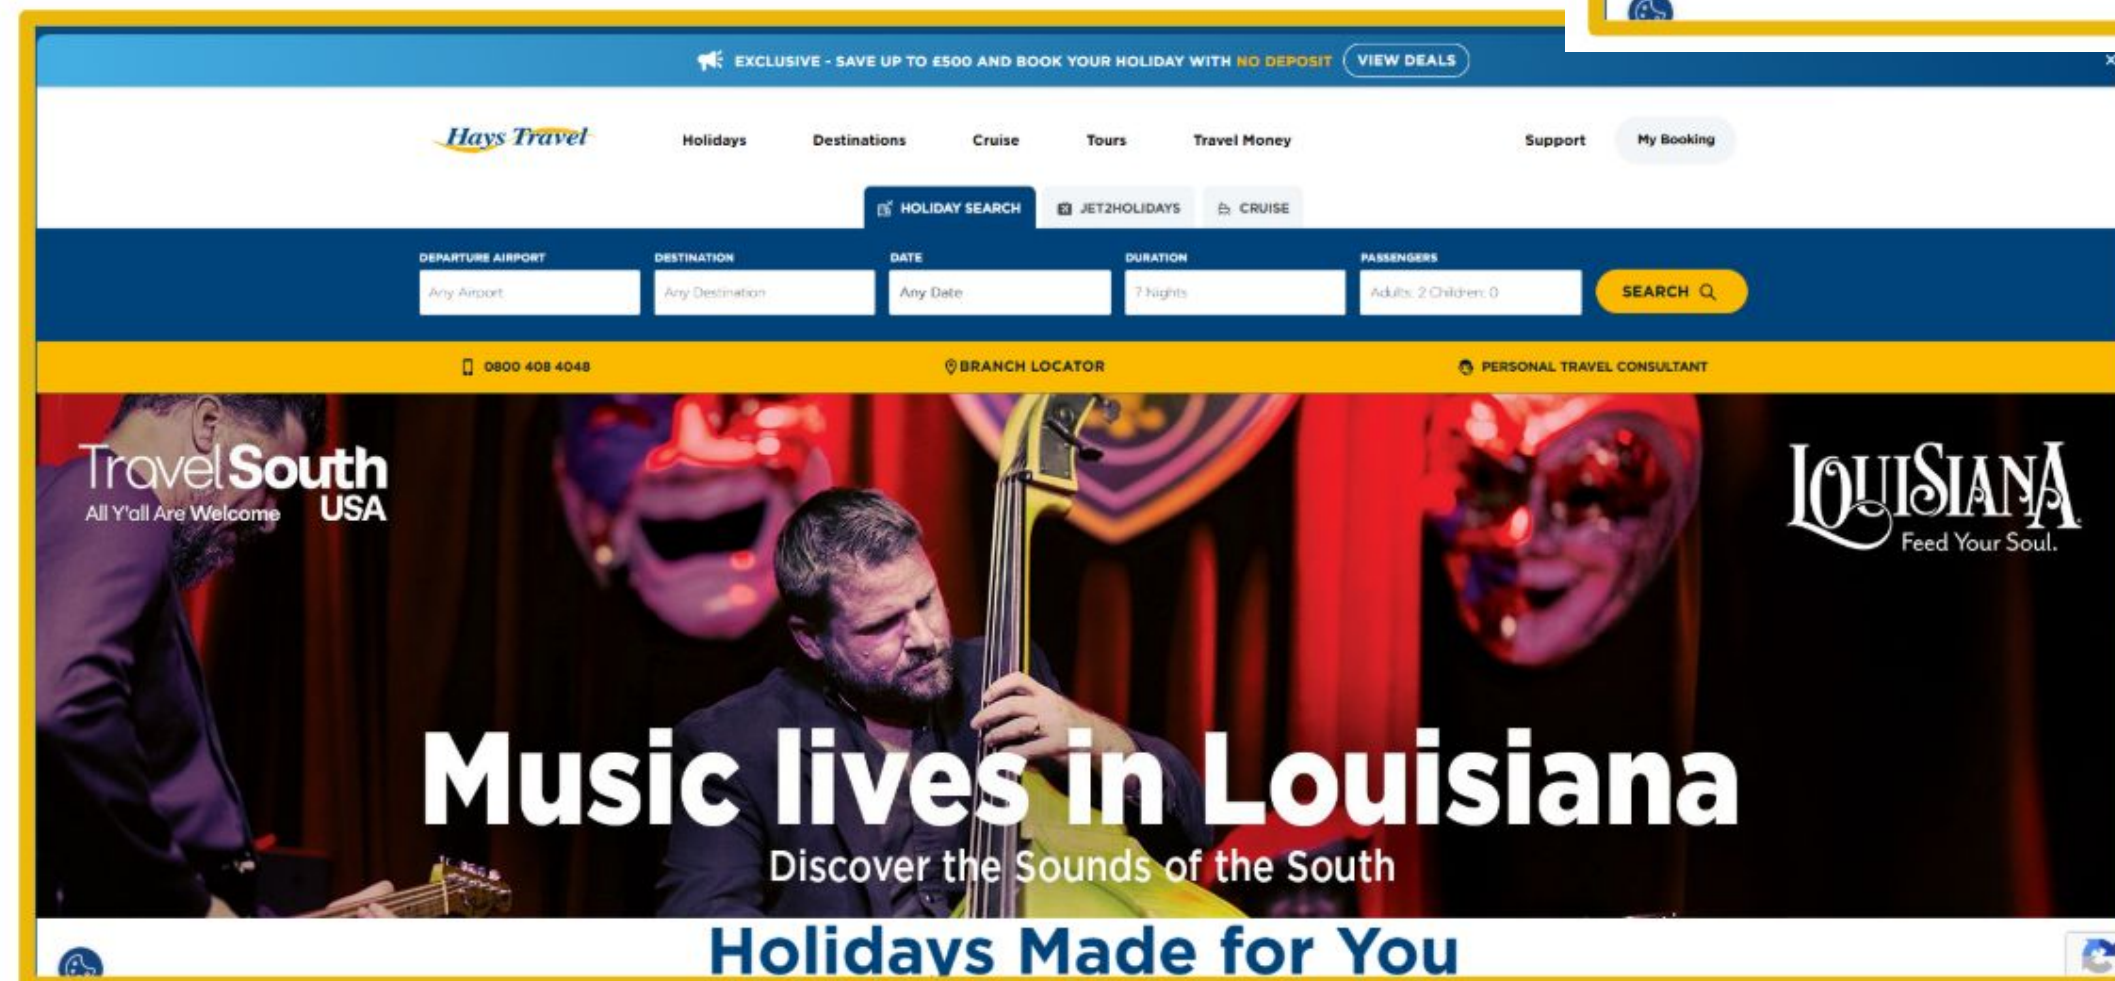 EXCLUSIVE - SAVE UP TO £500 AND BOOK YOUR HOLIDAY WITH NO DEPOSIT VIEW DEALS
Hays Travel Holidays Destinations Cruise Tours Travel Money Support My Booking
HOLIDAY SEARCH JET2HOLIDAYS CRUISE
DEPARTURE AIRPORT DESTINATION DATE DURATION PASSENGERS
Any Airport Any Destination Any Date 7 Nights Adults: 2 Children: 0 SEARCH
0800 408 4048 BRANCH LOCATOR PERSONAL TRAVEL CONSULTANT
TravelSouth
USA
All Y'all Are Welcome
LOUISIANA
Feed Your Soul.
Music lives in Louisiana
Discover the Sounds of the South
Holidays Made for You